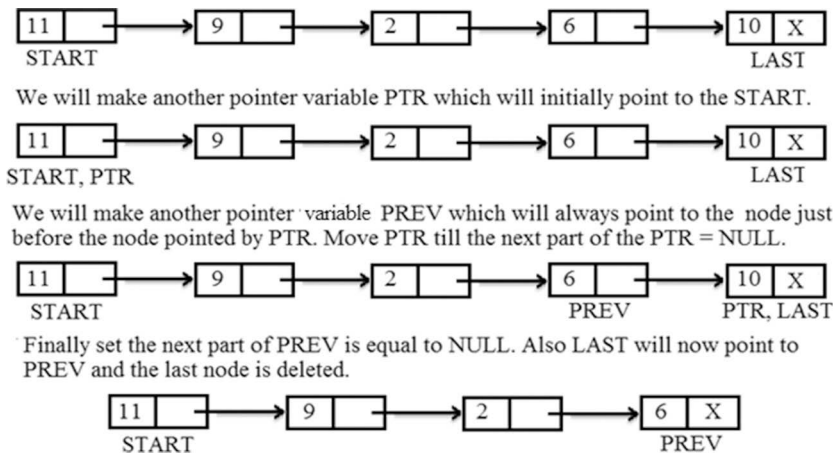 11 9 2 6 10 X
START LAST
We will make another pointer variable PTR which will initially point to the START.
11 9 2 6 10 X
START, PTR LAST
We will make another pointer variable PREV which will always point to the node just
before the node pointed by PTR. Move PTR till the next part of the PTR = NULL.
11 9 2 6 10 X
START PREV PTR, LAST
Finally set the next part of PREV is equal to NULL. Also LAST will now point to
PREV and the last node is deleted.
11 9 2 6 X
START PREV